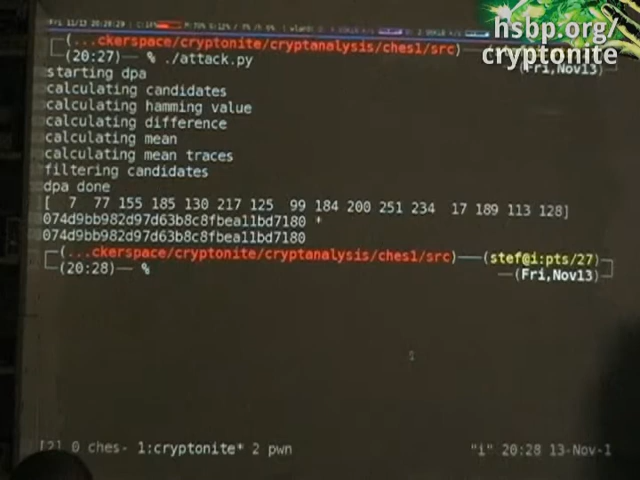 hsbp.org/
cryptonite
(...ckerspace/cryptonite/cryptanalysis/ches1/src)
(20:27)—— % ./attack.py
(Fri,Nov13)
starting dpa
calculating candidates
calculating hamming value
calculating difference
calculating mean
calculating mean traces
filtering candidates
dpa done
[ 7 77 155 185 130 217 125 99 184 200 251 234 17 189 113 128]
074d9bb982d97d63b8c8fbea11bd7180 *
074d9bb982d97d63b8c8fbea11bd7180
(...ckerspace/cryptonite/cryptanalysis/ches1/src)——(stef@i:pts/27)
(20:28)—— % —(Fri,Nov13)
[2] 0 ches- 1:cryptonite* 2 pwn "i" 20:28 13-Nov-1